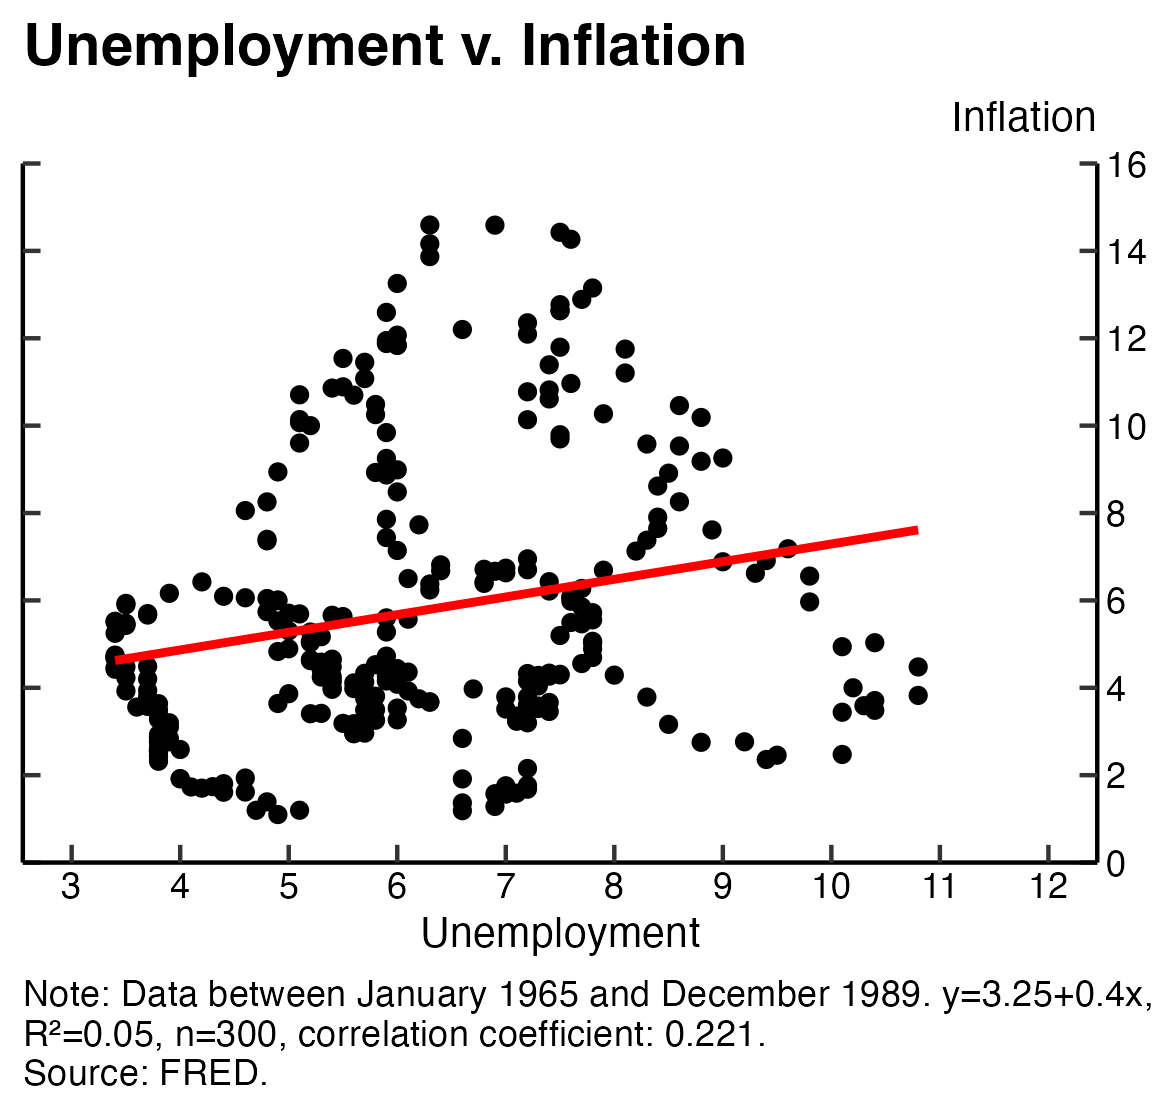 Unemployment v. Inflation
Inflation
16
14
12
10
8
6
4
2
0
3 4 5 6 7 8 9 10 11 12
Unemployment
Note: Data between January 1965 and December 1989. y=3.25+0.4x,
R²=0.05, n=300, correlation coefficient: 0.221.
Source: FRED.